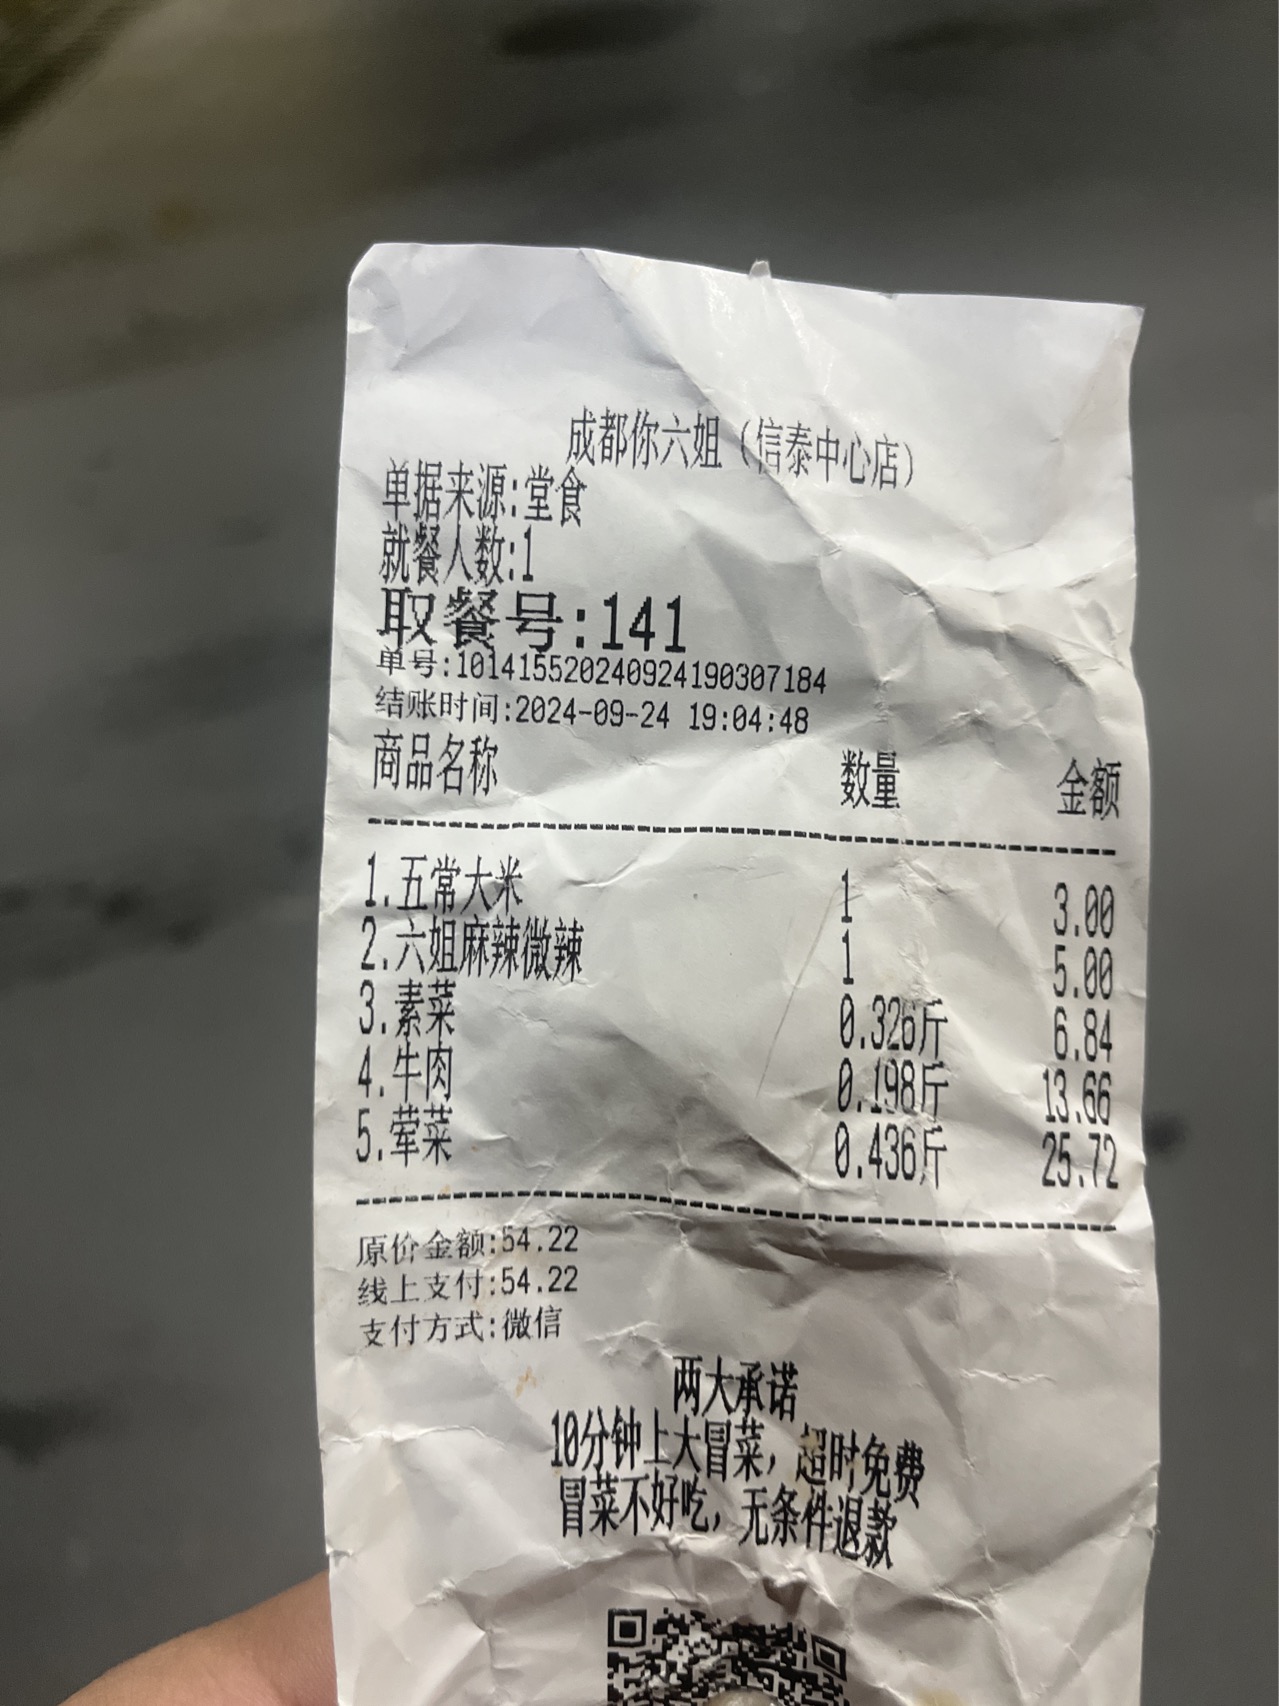 成都你六姐（信泰中心店）
单据来源:堂食
就餐人数:1
取餐号:141
单号:10141552024092419030​7184
结账时间:2024-09-24 19:04:48
商品名称 数量 金额
1.五常大米 1 3.00
2.六姐麻辣微辣 1 5.00
3.素菜 0.326斤 6.84
4.牛肉 0.198斤 13.66
5.荤菜 0.436斤 25.72
原价金额:54.22
线上支付:54.22
支付方式:微信
两大承诺
10分钟上大冒菜，超时免费
冒菜不好吃，无条件退款